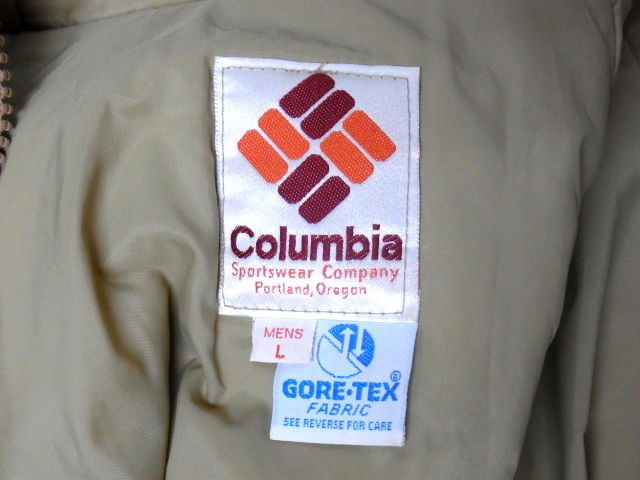 Columbia
Sportswear Company
Portland, Oregon
MENS
L
GORE-TEX®
FABRIC
SEE REVERSE FOR CARE